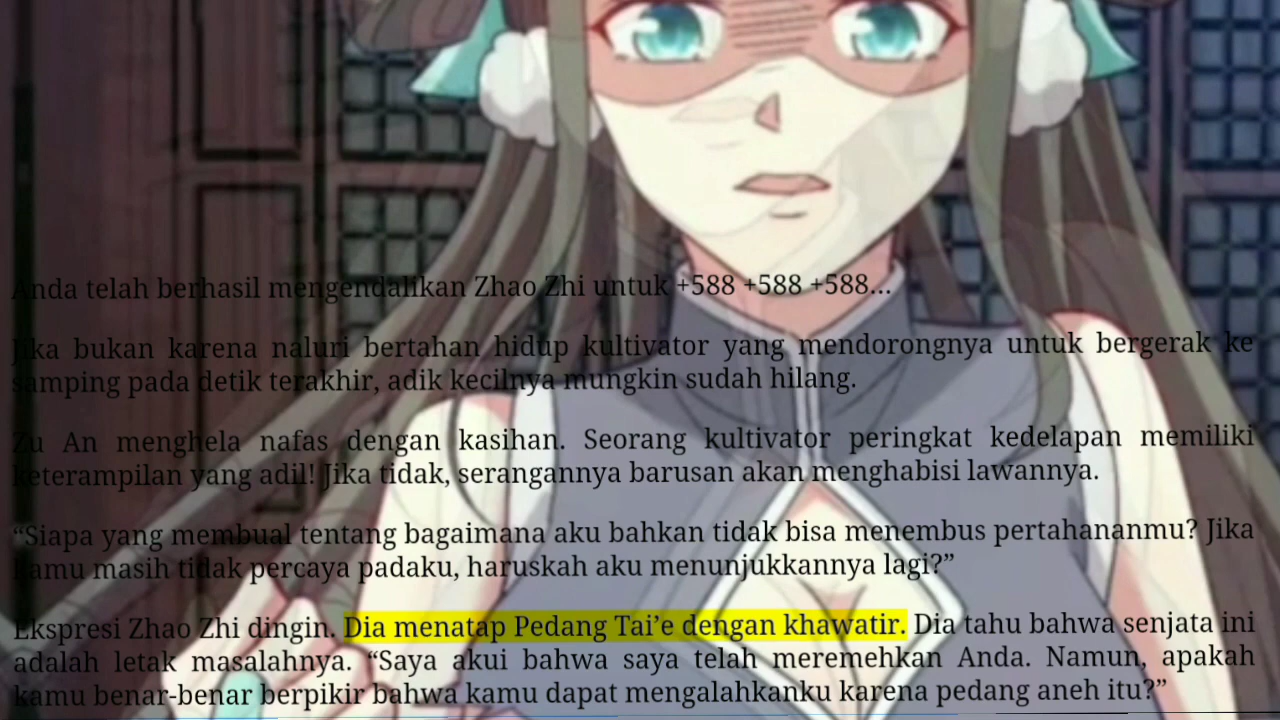 Anda telah berhasil mengendalikan Zhao Zhi untuk +588 +588 +588...
Jika bukan karena naluri bertahan hidup kultivator yang mendorongnya untuk bergerak ke
samping pada detik terakhir, adik kecilnya mungkin sudah hilang.
Zu An menghela nafas dengan kasihan. Seorang kultivator peringkat kedelapan memiliki
keterampilan yang adil! Jika tidak, serangannya barusan akan menghabisi lawannya.
“Siapa yang membual tentang bagaimana aku bahkan tidak bisa menembus pertahananmu? Jika
kamu masih tidak percaya padaku, haruskah aku menunjukkannya lagi?”
Ekspresi Zhao Zhi dingin. Dia menatap Pedang Tai’e dengan khawatir. Dia tahu bahwa senjata ini
adalah letak masalahnya. “Saya akui bahwa saya telah meremehkan Anda. Namun, apakah
kamu benar-benar berpikir bahwa kamu dapat mengalahkanku karena pedang aneh itu?”